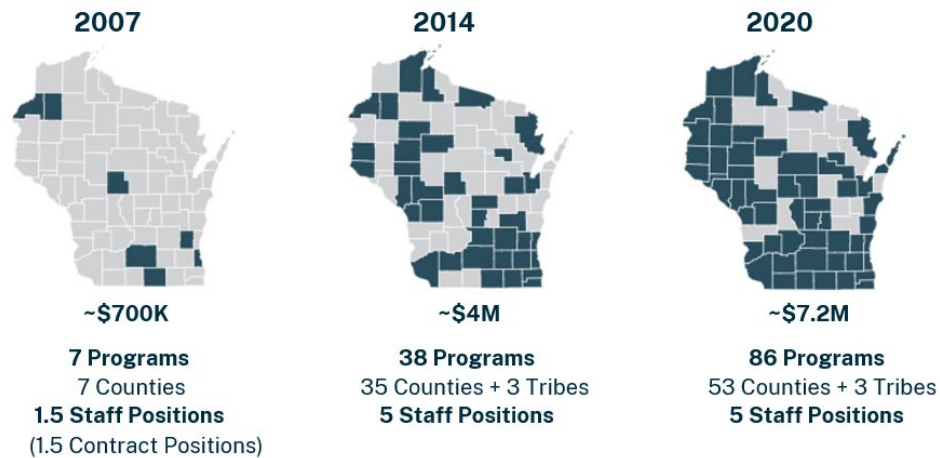 2007
~$700K
7 Programs
7 Counties
1.5 Staff Positions
(1.5 Contract Positions)
2014
~$4M
38 Programs
35 Counties + 3 Tribes
5 Staff Positions
2020
~$7.2M
86 Programs
53 Counties + 3 Tribes
5 Staff Positions